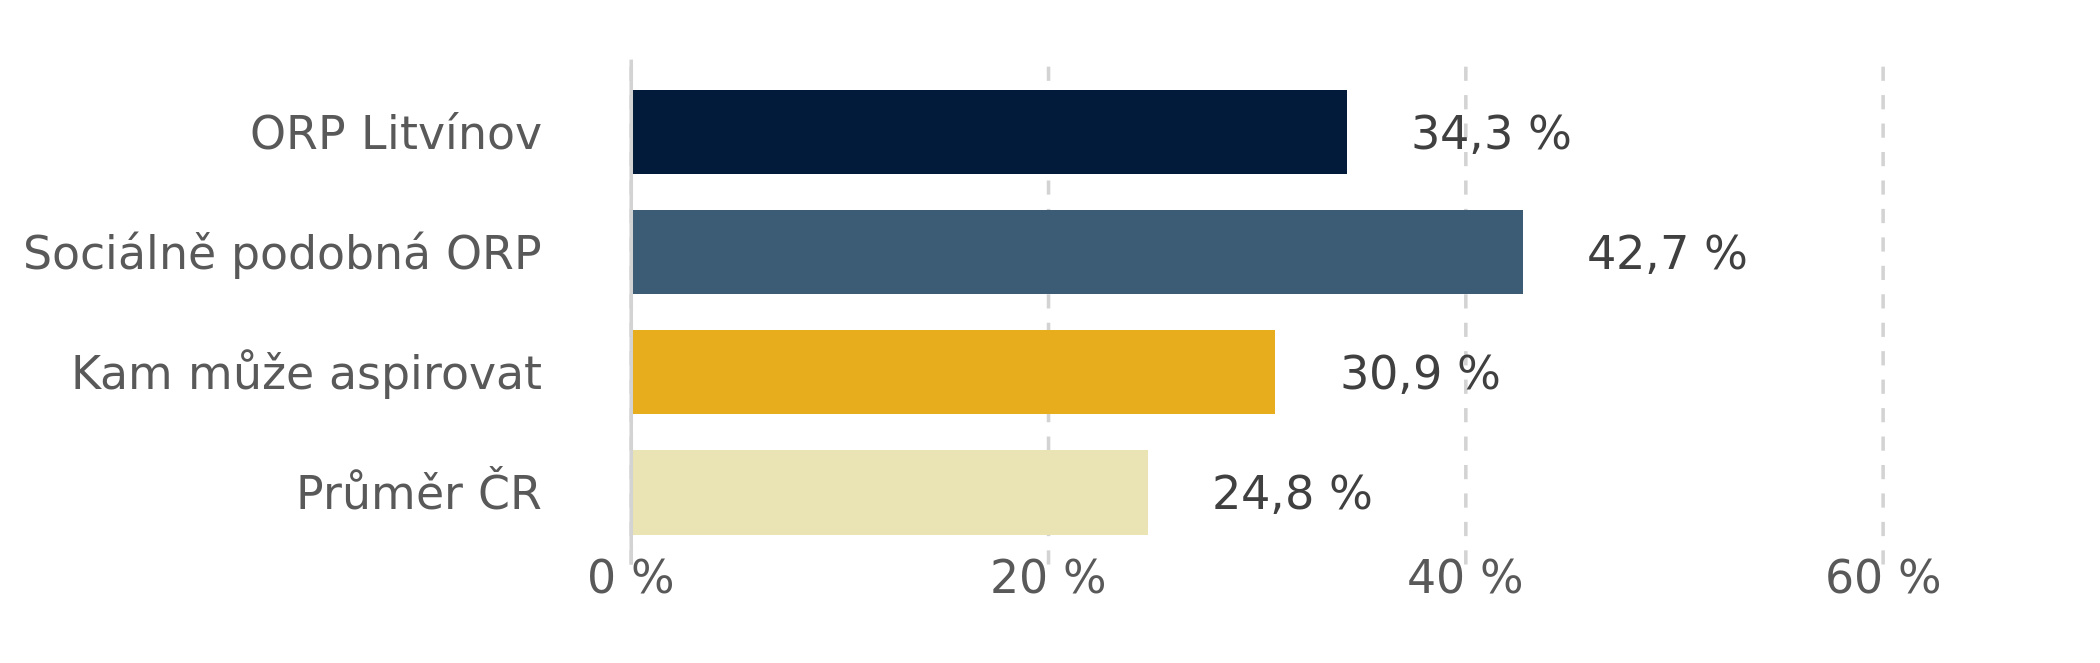 ORP Litvínov 34,3 %
Sociálně podobná ORP 42,7 %
Kam může aspirovat 30,9 %
Průměr ČR 24,8 %
0 % 20 % 40 % 60 %